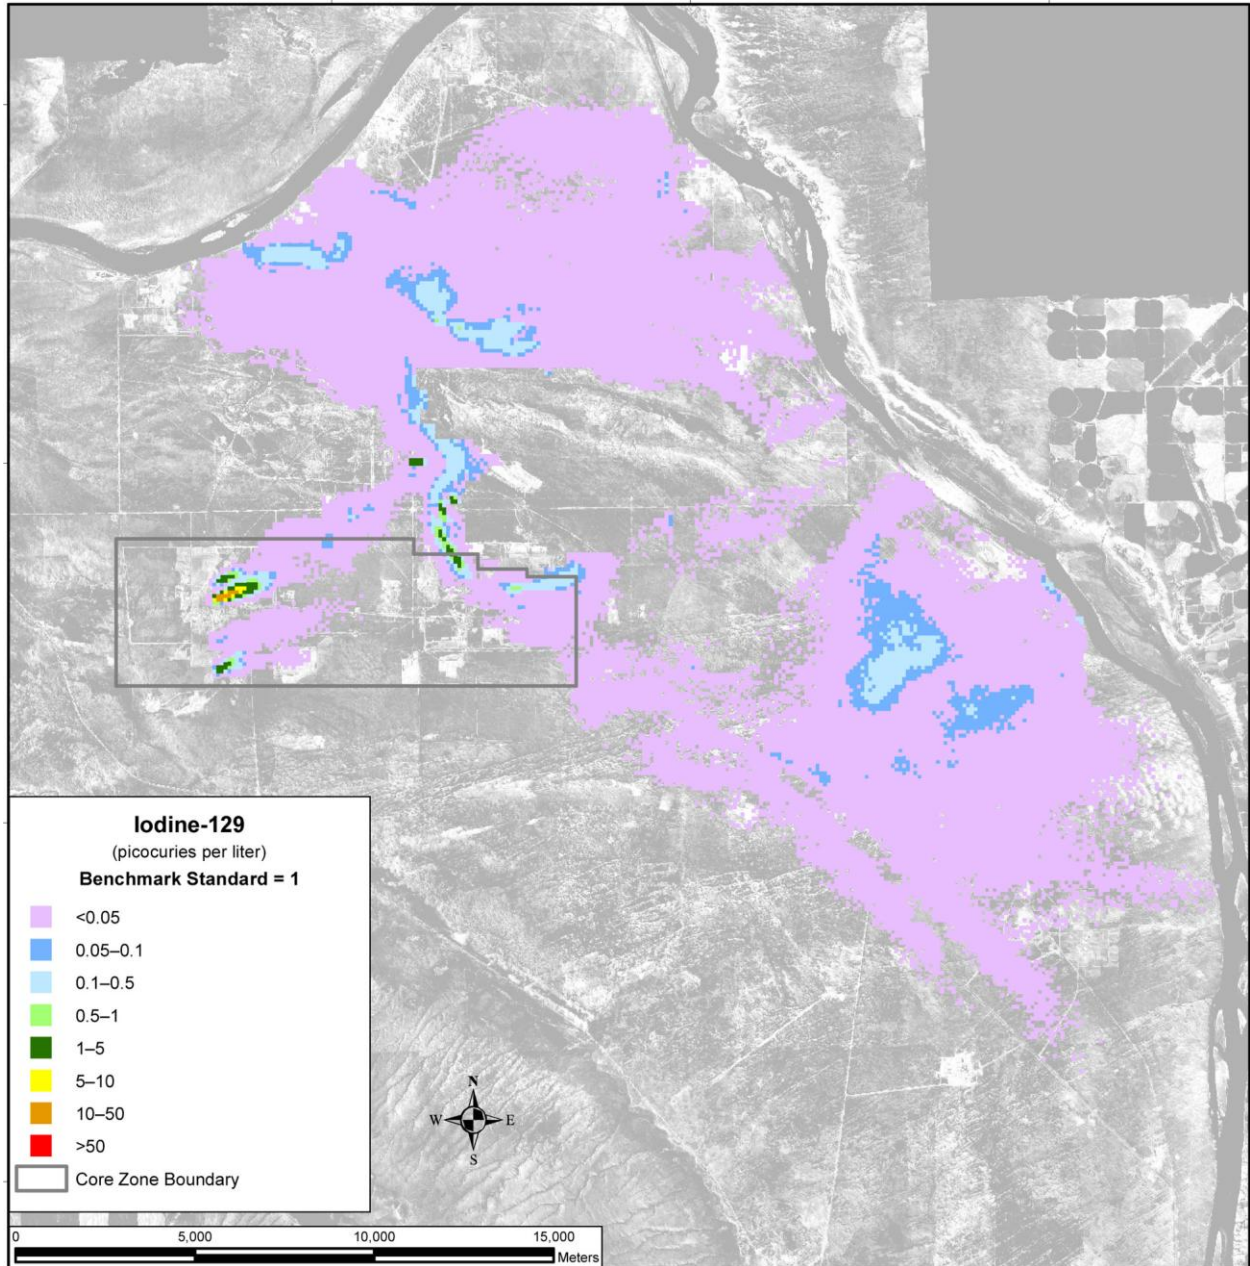 Iodine-129
(picocuries per liter)
Benchmark Standard = 1
<0.05
0.05–0.1
0.1–0.5
0.5–1
1–5
5–10
10–50
>50
Core Zone Boundary
N
W E
S
0 5,000 10,000 15,000
Meters